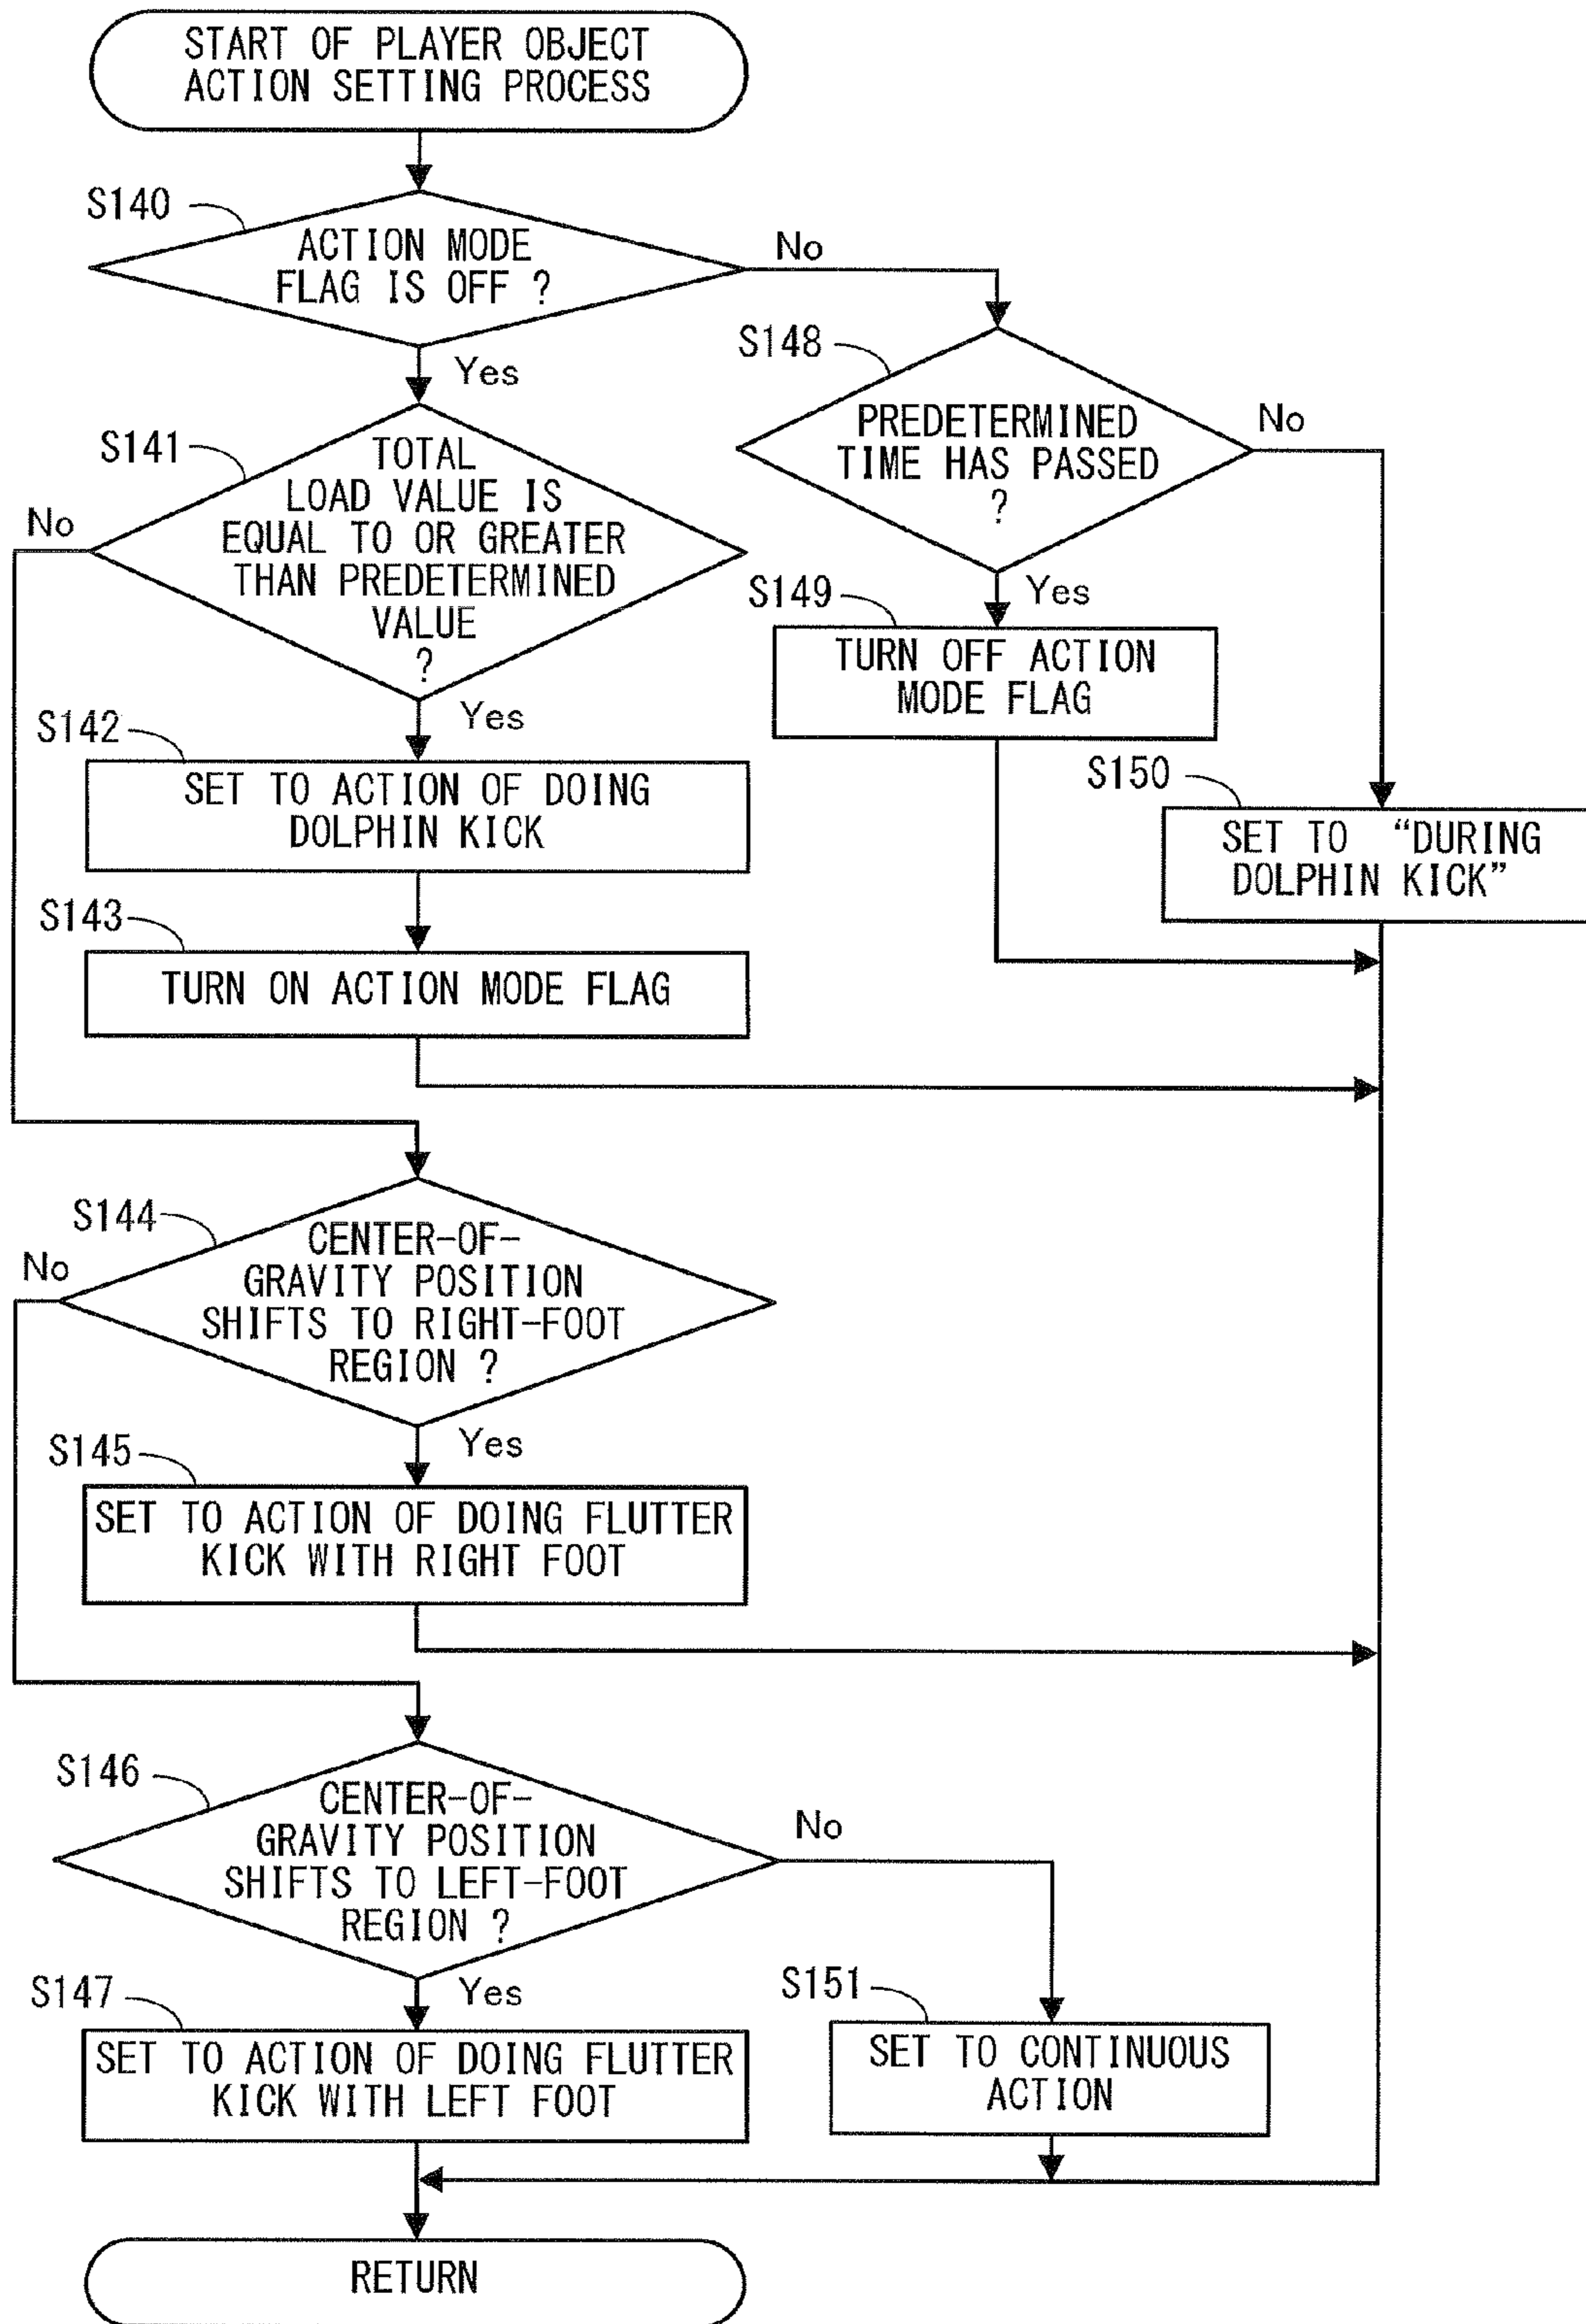 START OF PLAYER OBJECT
ACTION SETTING PROCESS
S140
ACTION MODE
FLAG IS OFF ?
No
Yes
S148
PREDETERMINED
TIME HAS PASSED
?
No
Yes
S141
TOTAL
LOAD VALUE IS
EQUAL TO OR GREATER
THAN PREDETERMINED
VALUE
?
No
Yes
S149
TURN OFF ACTION
MODE FLAG
S142
SET TO ACTION OF DOING
DOLPHIN KICK
S150
SET TO “DURING
DOLPHIN KICK”
S143
TURN ON ACTION MODE FLAG
S144
CENTER-OF-
GRAVITY POSITION
SHIFTS TO RIGHT-FOOT
REGION ?
No
Yes
S145
SET TO ACTION OF DOING FLUTTER
KICK WITH RIGHT FOOT
S146
CENTER-OF-
GRAVITY POSITION
SHIFTS TO LEFT-FOOT
REGION ?
No
Yes
S147
SET TO ACTION OF DOING FLUTTER
KICK WITH LEFT FOOT
S151
SET TO CONTINUOUS
ACTION
RETURN